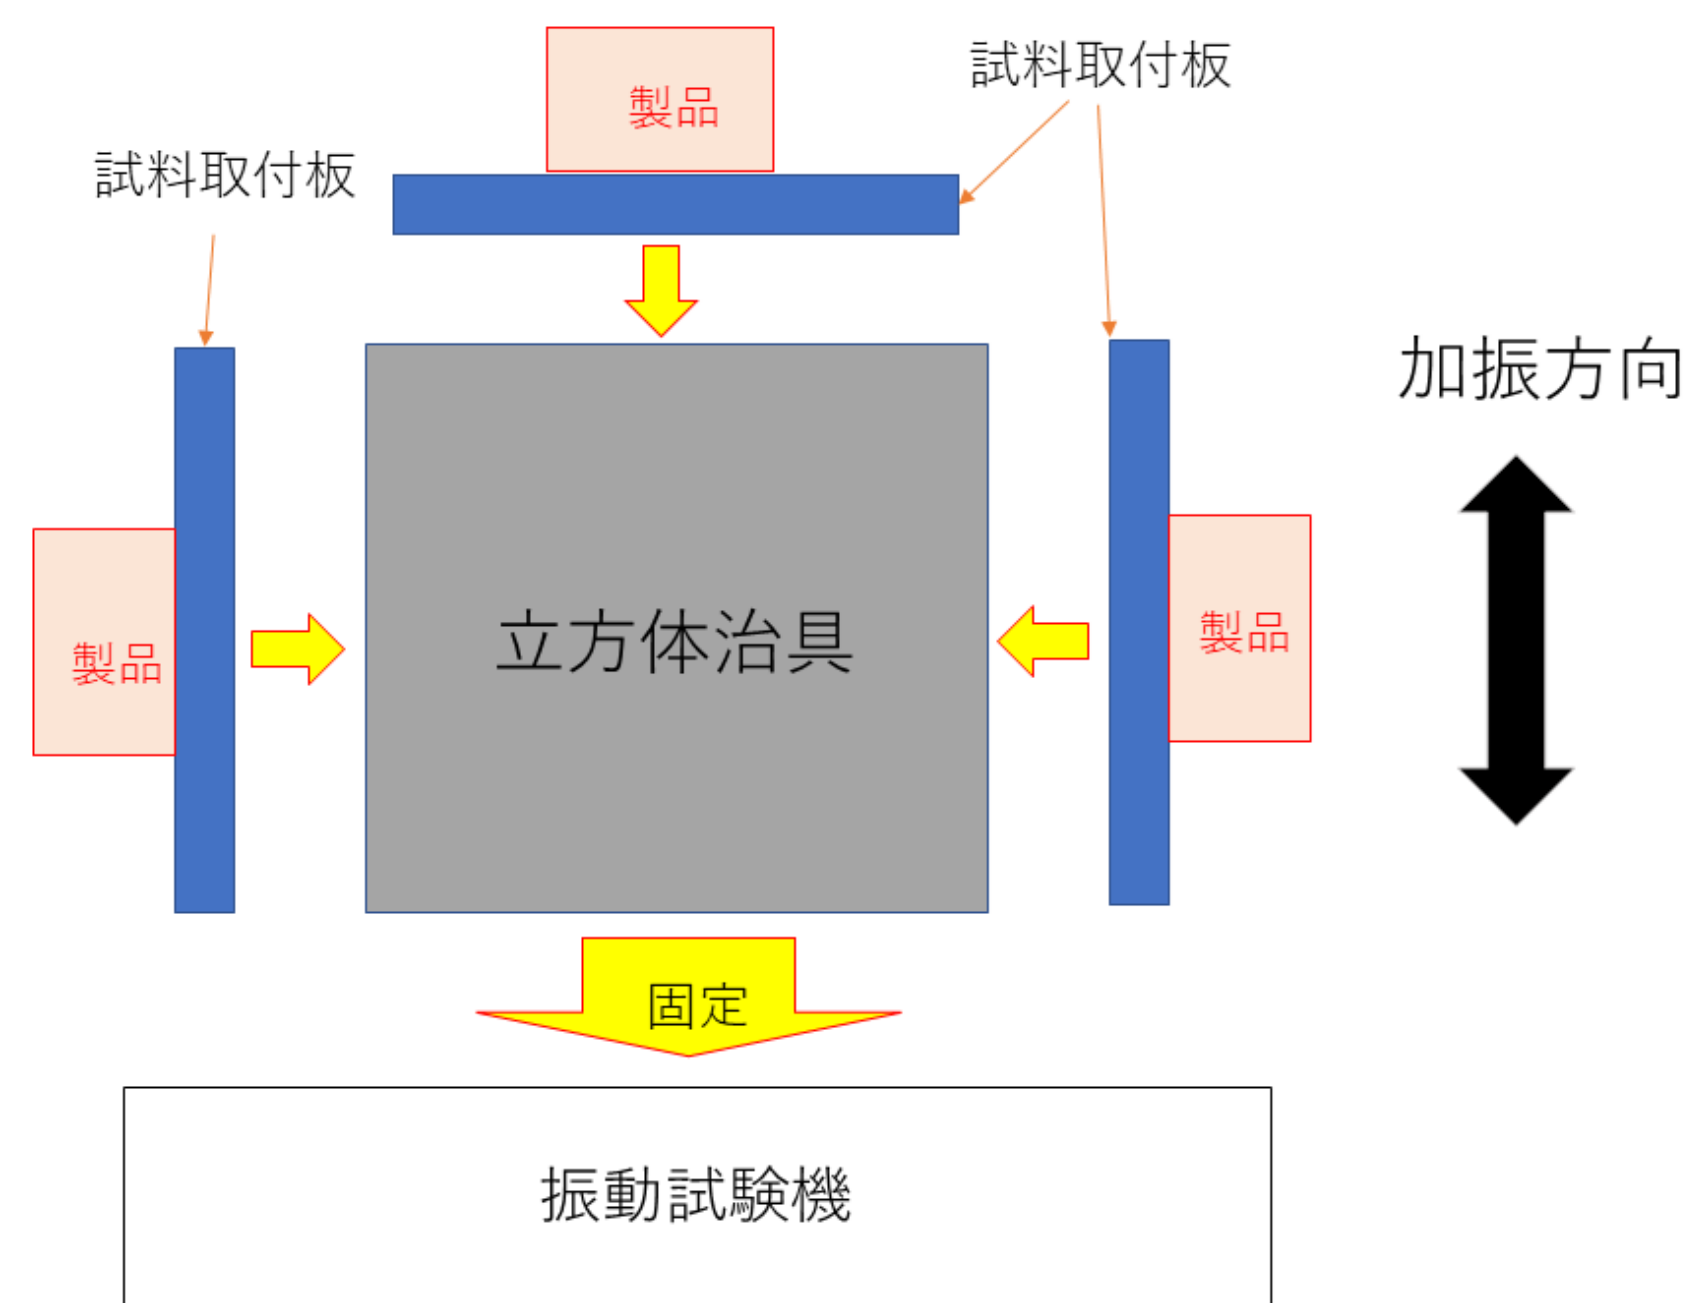 製品
試料取付板
試料取付板
加振方向
立方体治具
製品
製品
固定
振動試験機